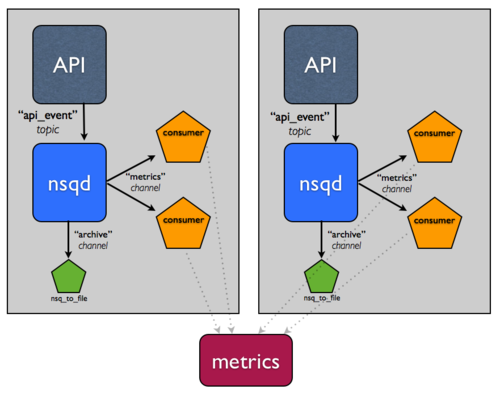 API
“api_event”
topic
nsqd
consumer
“metrics”
channel
consumer
“archive”
channel
nsq_to_file
API
“api_event”
topic
nsqd
consumer
“metrics”
channel
consumer
“archive”
channel
nsq_to_file
metrics